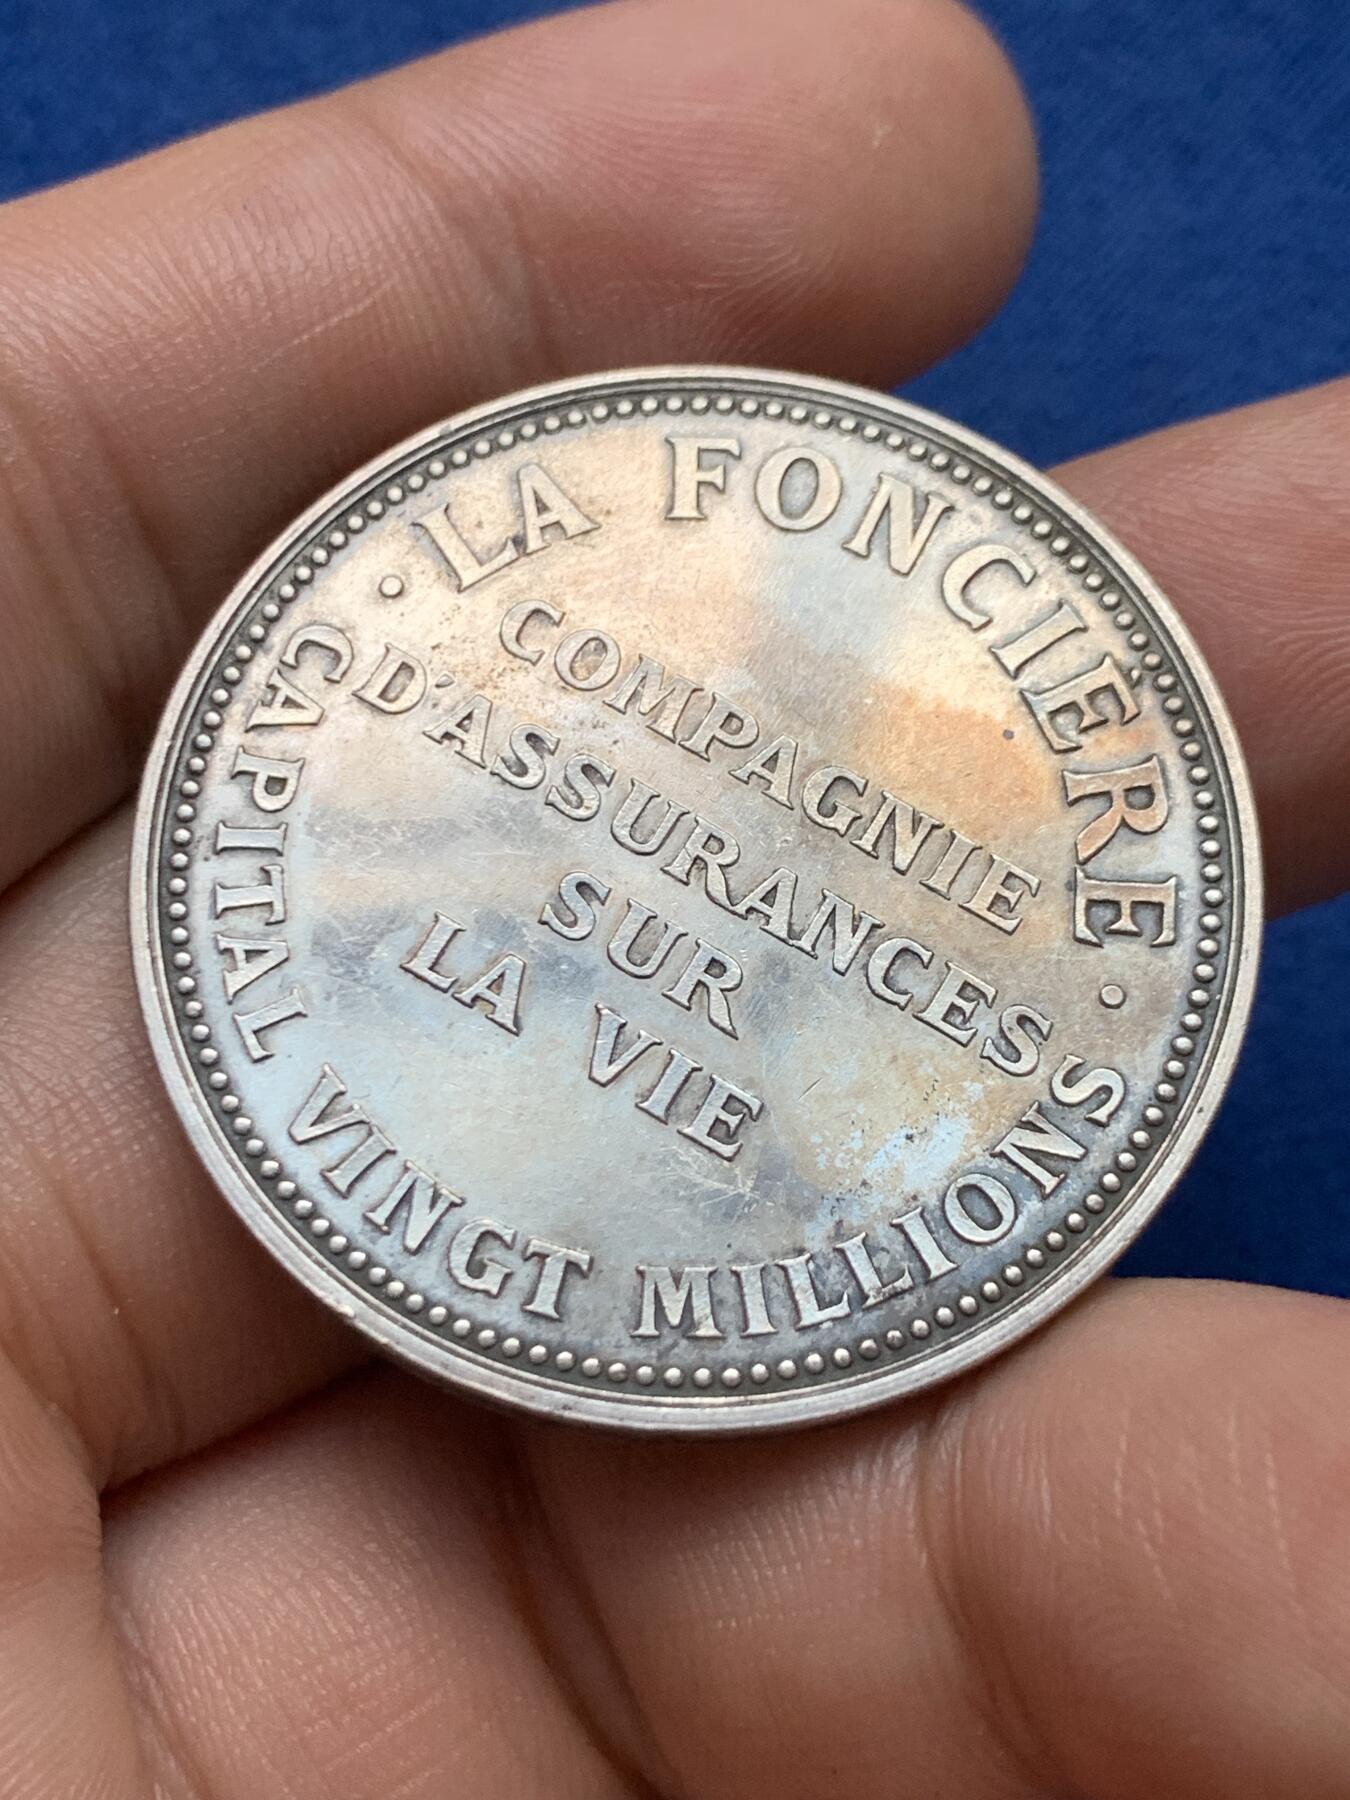 · LA FONCIÈRE ·
COMPAGNIE
D'ASSURANCES
SUR
LA VIE
CAPITAL VINGT MILLIONS